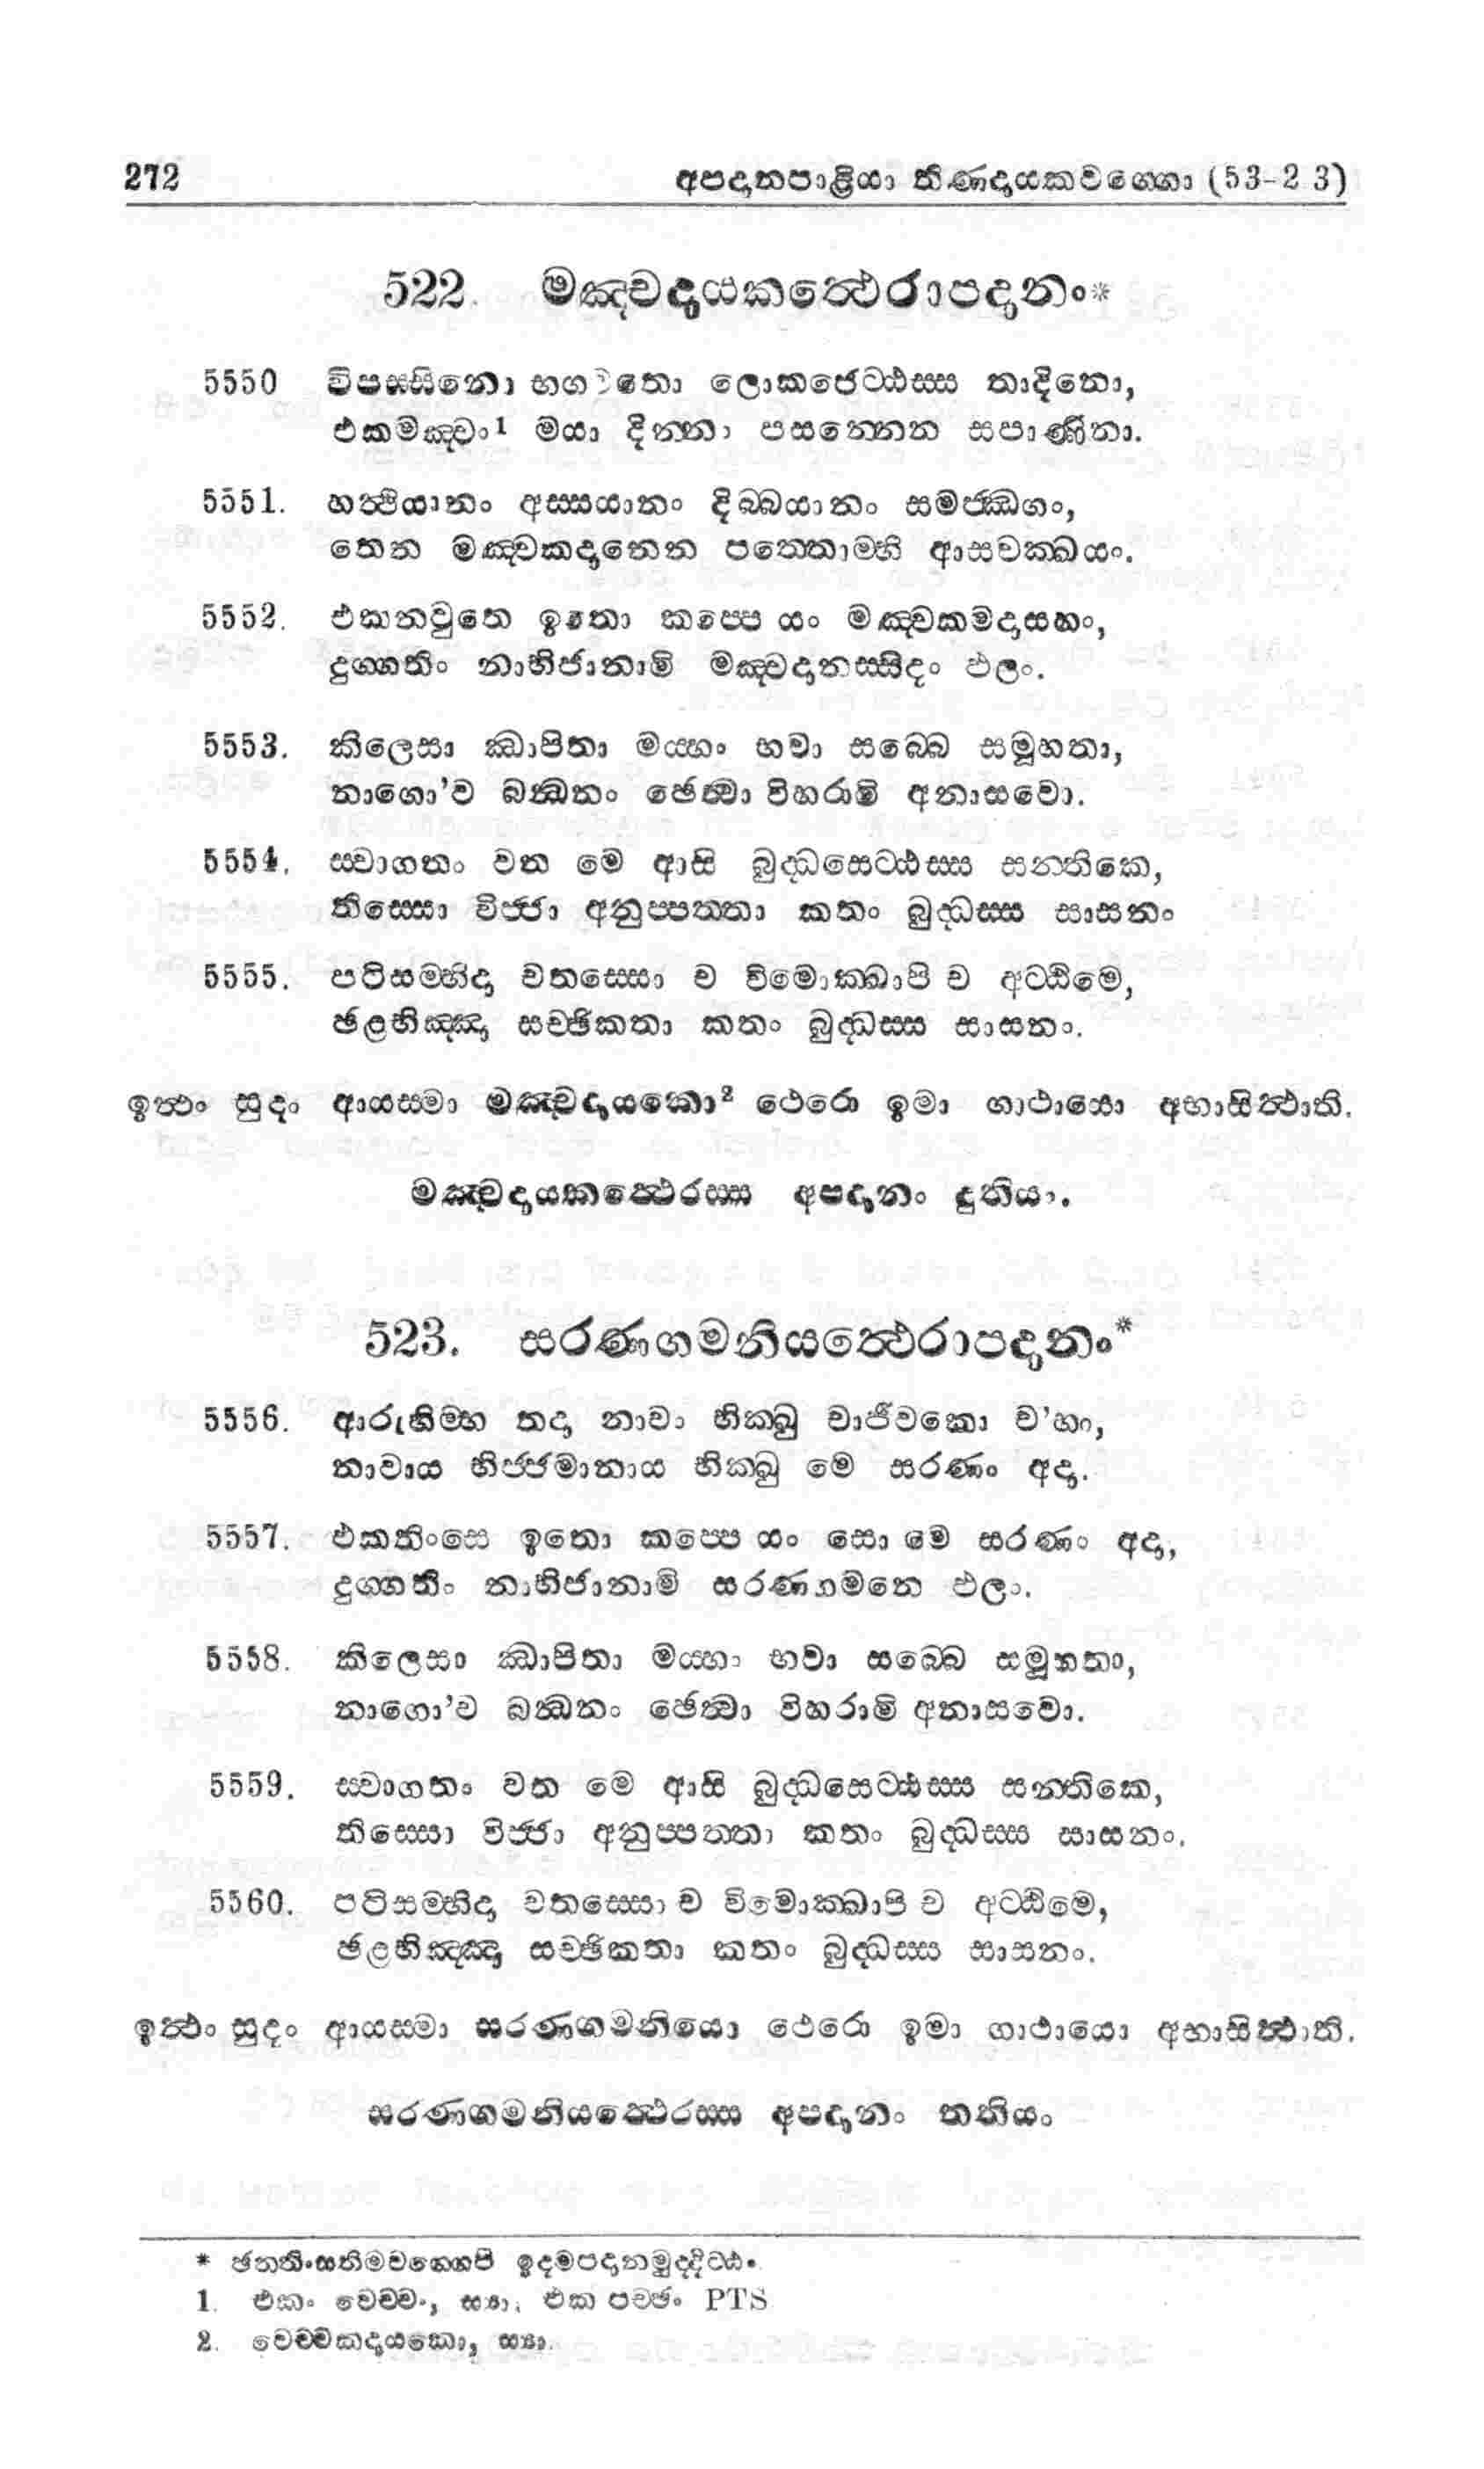 272 අපදානපාළියා තිණදායකවග්ගො (53-2 3)
522. මඤ්චදායකත්ථෙරාපදානං*
5550 විපස්සිනො භගවතො ලොකජෙට්ඨස්ස තාදිනො,
එකමඤ්චං¹ මයා දින්නා පසන්නෙන සපාණිනා.
5551. හත්ථියානං අස්සයානං දිබ්බයානං සමජ්ඣගං,
තෙන මඤ්චකදානෙන පත්තොම්හි ආසවක්ඛයං.
5552. එකනවුතෙ ඉතො කප්පෙ යං මඤ්චකමදාසහං,
දුග්ගතිං නාභිජානාමි මඤ්චදානස්සිදං ඵලං.
5553. කිලෙසා ඣාපිතා මය්හං භවා සබ්බෙ සමූහතා,
නාගො'ව බන්ධනං ඡෙත්වා විහරාමි අනාසවො.
5554. ස්වාගතං වත මෙ ආසි බුද්ධසෙට්ඨස්ස සන්තිකෙ,
තිස්සො විජ්ජා අනුප්පත්තා කතං බුද්ධස්ස සාසනං
5555. පටිසම්භිදා චතස්සො ච විමොක්ඛාපි ච අට්ඨිමෙ,
ඡළභිඤ්ඤා සච්ඡිකතා කතං බුද්ධස්ස සාසනං.
ඉත්ථං සුදං ආයස්මා මඤ්චදායකො² ථෙරො ඉමා ගාථායො අභාසිත්ථාති.
මඤ්චදායකත්ථෙරස්ස අපදානං දුතියං.
523. සරණගමනියත්ථෙරාපදානං*
5556. ආරුහිම්හ තදා නාවං භික්ඛු චාජීවකො ච'හං,
නාවාය භිජ්ජමානාය භික්ඛු මෙ සරණං අදා.
5557. එකතිංසෙ ඉතො කප්පෙ යං සො මෙ සරණං අදා,
දුග්ගතිං නාභිජානාමි සරණගමනෙ ඵලං.
5558. කිලෙසා ඣාපිතා මය්හං භවා සබ්බෙ සමූහතා,
නාගො'ව බන්ධනං ඡෙත්වා විහරාමි අනාසවො.
5559. ස්වාගතං වත මෙ ආසි බුද්ධසෙට්ඨස්ස සන්තිකෙ,
තිස්සො විජ්ජා අනුප්පත්තා කතං බුද්ධස්ස සාසනං.
5560. පටිසම්භිදා චතස්සො ච විමොක්ඛාපි ච අට්ඨිමෙ,
ඡළභිඤ්ඤා සච්ඡිකතා කතං බුද්ධස්ස සාසනං.
ඉත්ථං සුදං ආයස්මා සරණගමනියො ථෙරො ඉමා ගාථායො අභාසිත්ථාති.
සරණගමනියත්ථෙරස්ස අපදානං තතියං
* ඡත්තිංසතිමවග්ගෙපි ඉදමපදානමුද්දිට්ඨං.
1. එකං වෙච්චං, ස්‍යා, එක පච්ඡං PTS
2. වෙච්චකදායකො, ස්‍යා.